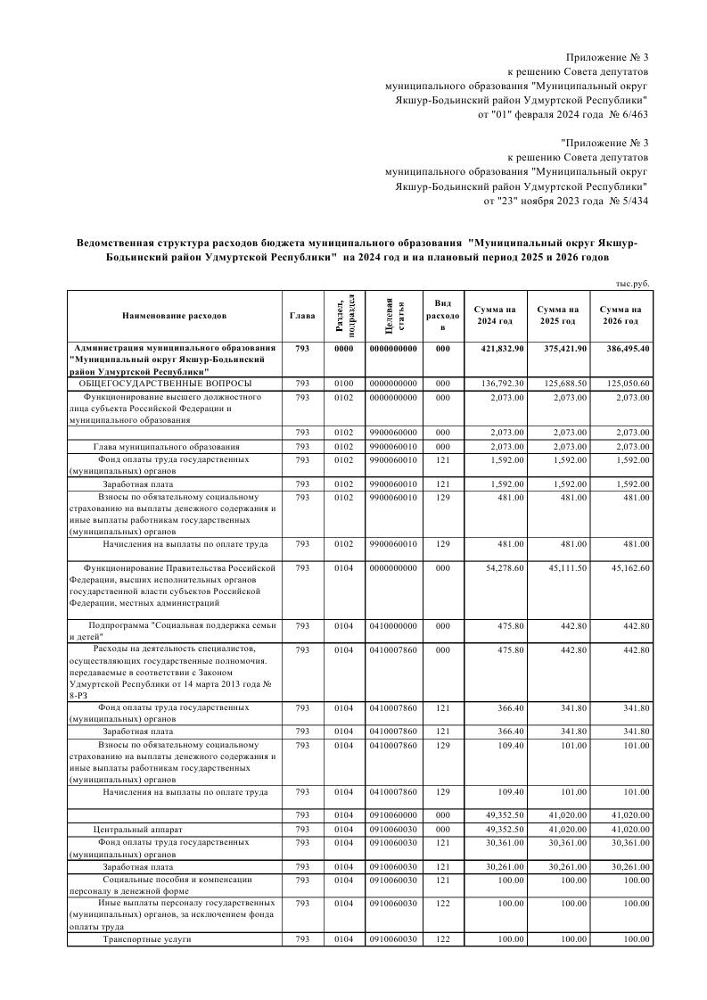 Приложение № 3
к решению Совета депутатов
муниципального образования "Муниципальный округ
Якшур-Бодьинский район Удмуртской Республики"
от "01" февраля 2024 года № 6/463
"Приложение № 3
к решению Совета депутатов
муниципального образования "Муниципальный округ
Якшур-Бодьинский район Удмуртской Республики"
от "23" ноября 2023 года № 5/434
Ведомственная структура расходов бюджета муниципального образования "Муниципальный округ Якшур-
Бодьинский район Удмуртской Республики" на 2024 год и на плановый период 2025 и 2026 годов
тыс.руб.
Наименование расходов Глава Раздел, подраздел Целевая статья Вид расходо в Сумма на 2024 год Сумма на 2025 год Сумма на 2026 год
Администрация муниципального образования 793 0000 0000000000 000 421,832.90 375,421.90 386,495.40
"Муниципальный округ Якшур-Бодьинский
район Удмуртской Республики"
ОБЩЕГОСУДАРСТВЕННЫЕ ВОПРОСЫ 793 0100 0000000000 000 136,792.30 125,688.50 125,050.60
Функционирование высшего должностного 793 0102 0000000000 000 2,073.00 2,073.00 2,073.00
лица субъекта Российской Федерации и
муниципального образования
793 0102 9900060000 000 2,073.00 2,073.00 2,073.00
Глава муниципального образования 793 0102 9900060010 000 2,073.00 2,073.00 2,073.00
Фонд оплаты труда государственных 793 0102 9900060010 121 1,592.00 1,592.00 1,592.00
(муниципальных) органов
Заработная плата 793 0102 9900060010 121 1,592.00 1,592.00 1,592.00
Взносы по обязательному социальному 793 0102 9900060010 129 481.00 481.00 481.00
страхованию на выплаты денежного содержания и
иные выплаты работникам государственных
(муниципальных) органов
Начисления на выплаты по оплате труда 793 0102 9900060010 129 481.00 481.00 481.00
Функционирование Правительства Российской 793 0104 0000000000 000 54,278.60 45,111.50 45,162.60
Федерации, высших исполнительных органов
государственной власти субъектов Российской
Федерации, местных администраций
Подпрограмма "Социальная поддержка семьи 793 0104 0410000000 000 475.80 442.80 442.80
и детей"
Расходы на деятельность специалистов, 793 0104 0410007860 000 475.80 442.80 442.80
осуществляющих государственные полномочия.
передаваемые в соответствии с Законом
Удмуртской Республики от 14 марта 2013 года №
8-РЗ
Фонд оплаты труда государственных 793 0104 0410007860 121 366.40 341.80 341.80
(муниципальных) органов
Заработная плата 793 0104 0410007860 121 366.40 341.80 341.80
Взносы по обязательному социальному 793 0104 0410007860 129 109.40 101.00 101.00
страхованию на выплаты денежного содержания и
иные выплаты работникам государственных
(муниципальных) органов
Начисления на выплаты по оплате труда 793 0104 0410007860 129 109.40 101.00 101.00
793 0104 0910060000 000 49,352.50 41,020.00 41,020.00
Центральный аппарат 793 0104 0910060030 000 49,352.50 41,020.00 41,020.00
Фонд оплаты труда государственных 793 0104 0910060030 121 30,361.00 30,361.00 30,361.00
(муниципальных) органов
Заработная плата 793 0104 0910060030 121 30,261.00 30,261.00 30,261.00
Социальные пособия и компенсации 793 0104 0910060030 121 100.00 100.00 100.00
персоналу в денежной форме
Иные выплаты персоналу государственных 793 0104 0910060030 122 100.00 100.00 100.00
(муниципальных) органов, за исключением фонда
оплаты труда
Транспортные услуги 793 0104 0910060030 122 100.00 100.00 100.00